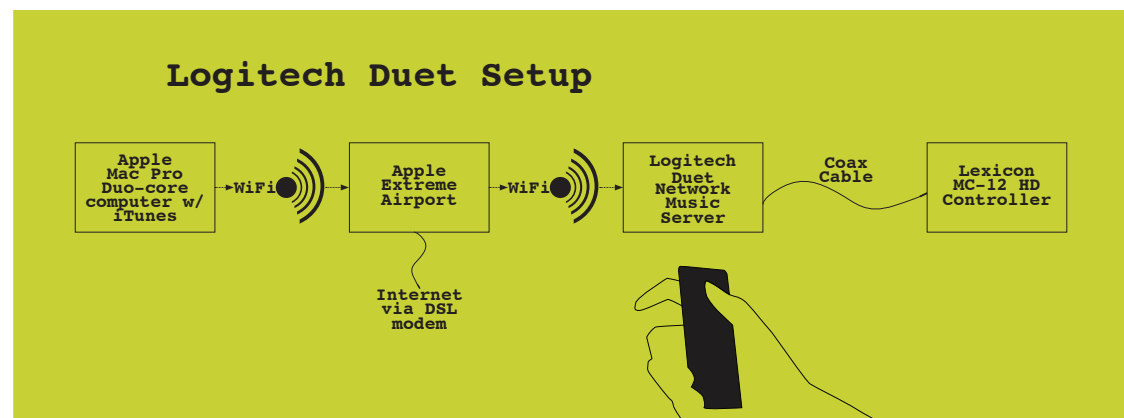 Logitech Duet Setup
Apple
Mac Pro
Duo-core
computer w/
iTunes
WiFi
Apple
Extreme
Airport
WiFi
Logitech
Duet
Network
Music
Server
Coax
Cable
Lexicon
MC-12 HD
Controller
Internet
via DSL
modem